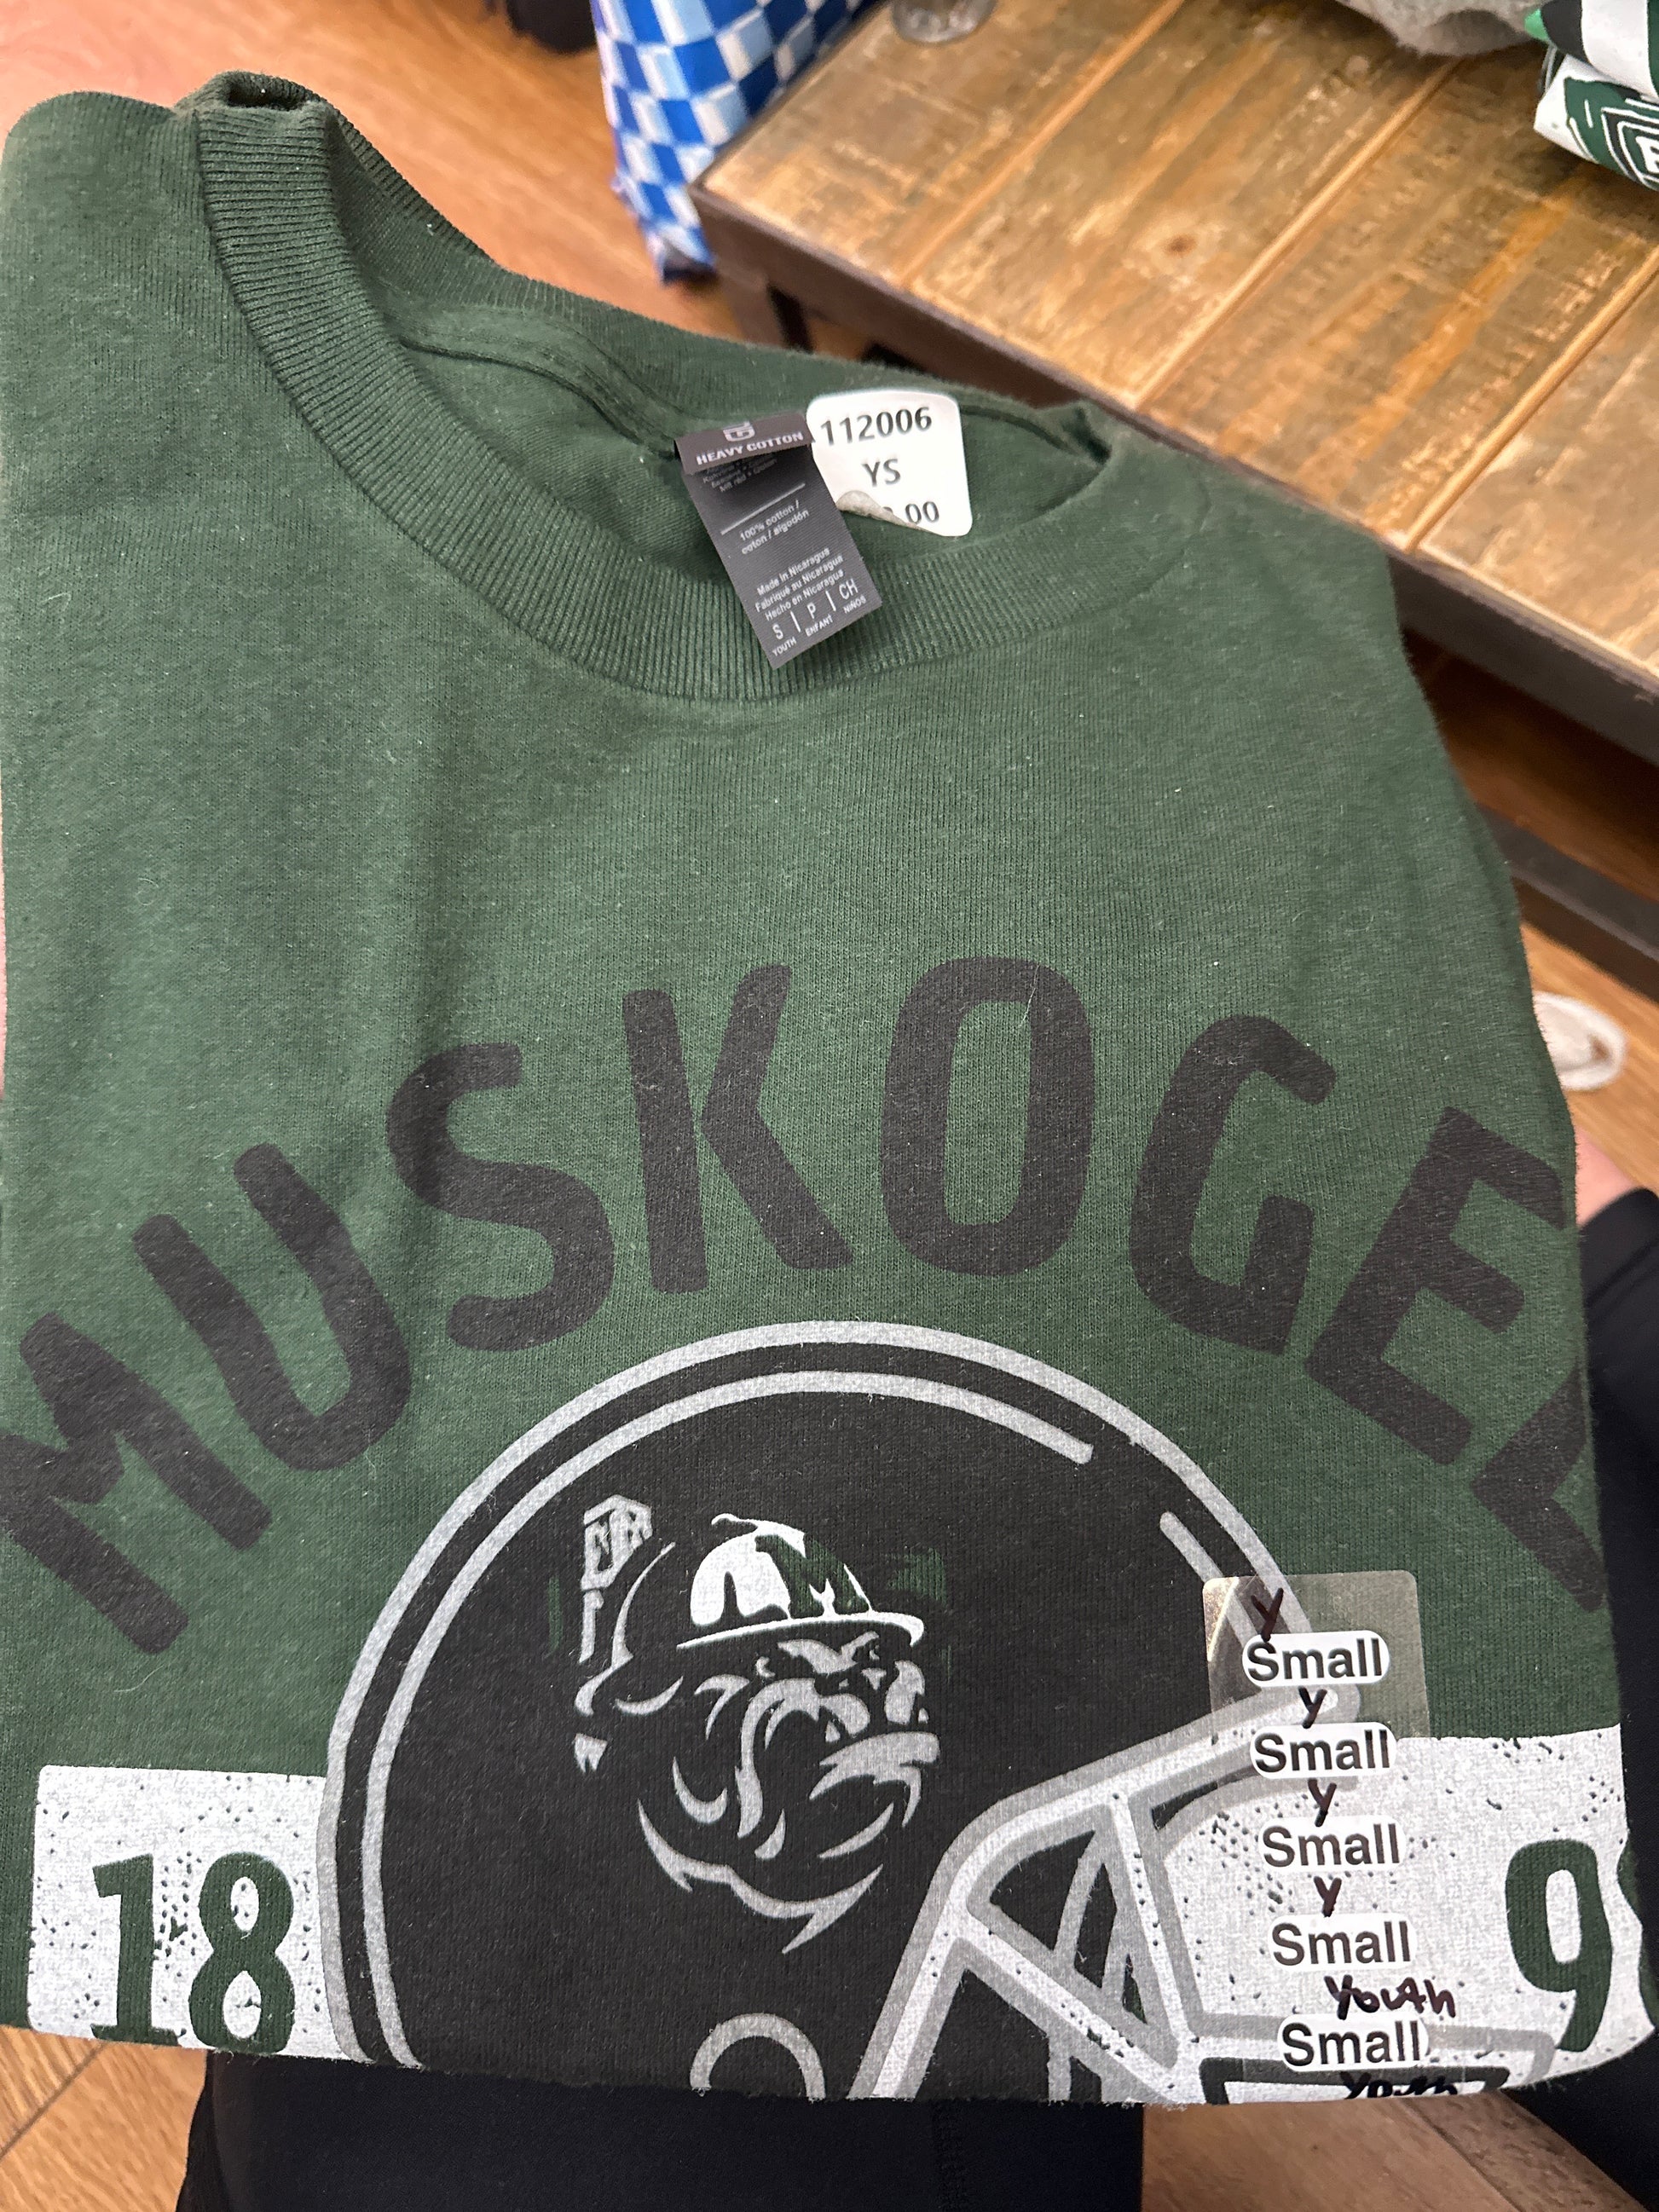 HEAVY COTTON
100% cotton /
coton / algodón
Made in Nicaragua
Fabriqué au Nicaragua
Hecho en Nicaragua
S | P | CH
YOUTH ENFANT NIÑOS
112006
YS
.00
MUSKOGEE
M
18
9
Y
Small
Y
Small
Y
Small
Y
Small
Youth
Small
Youth